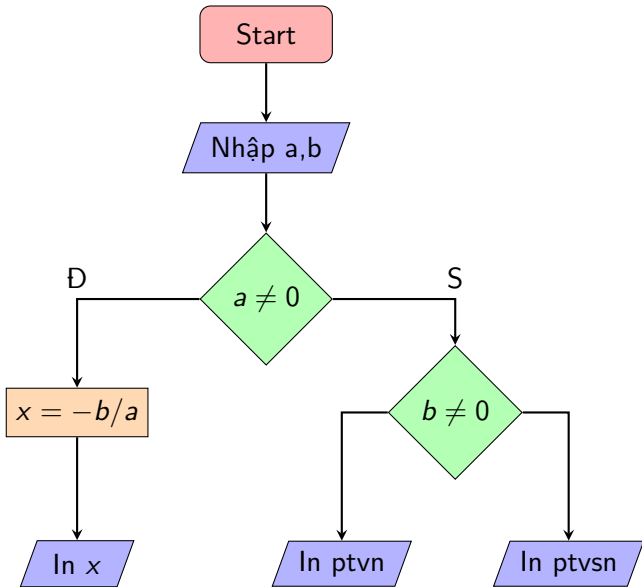 Start
Nhập a,b
a ≠ 0
Đ
S
x = −b/a
b ≠ 0
In x
In ptvn
In ptvsn